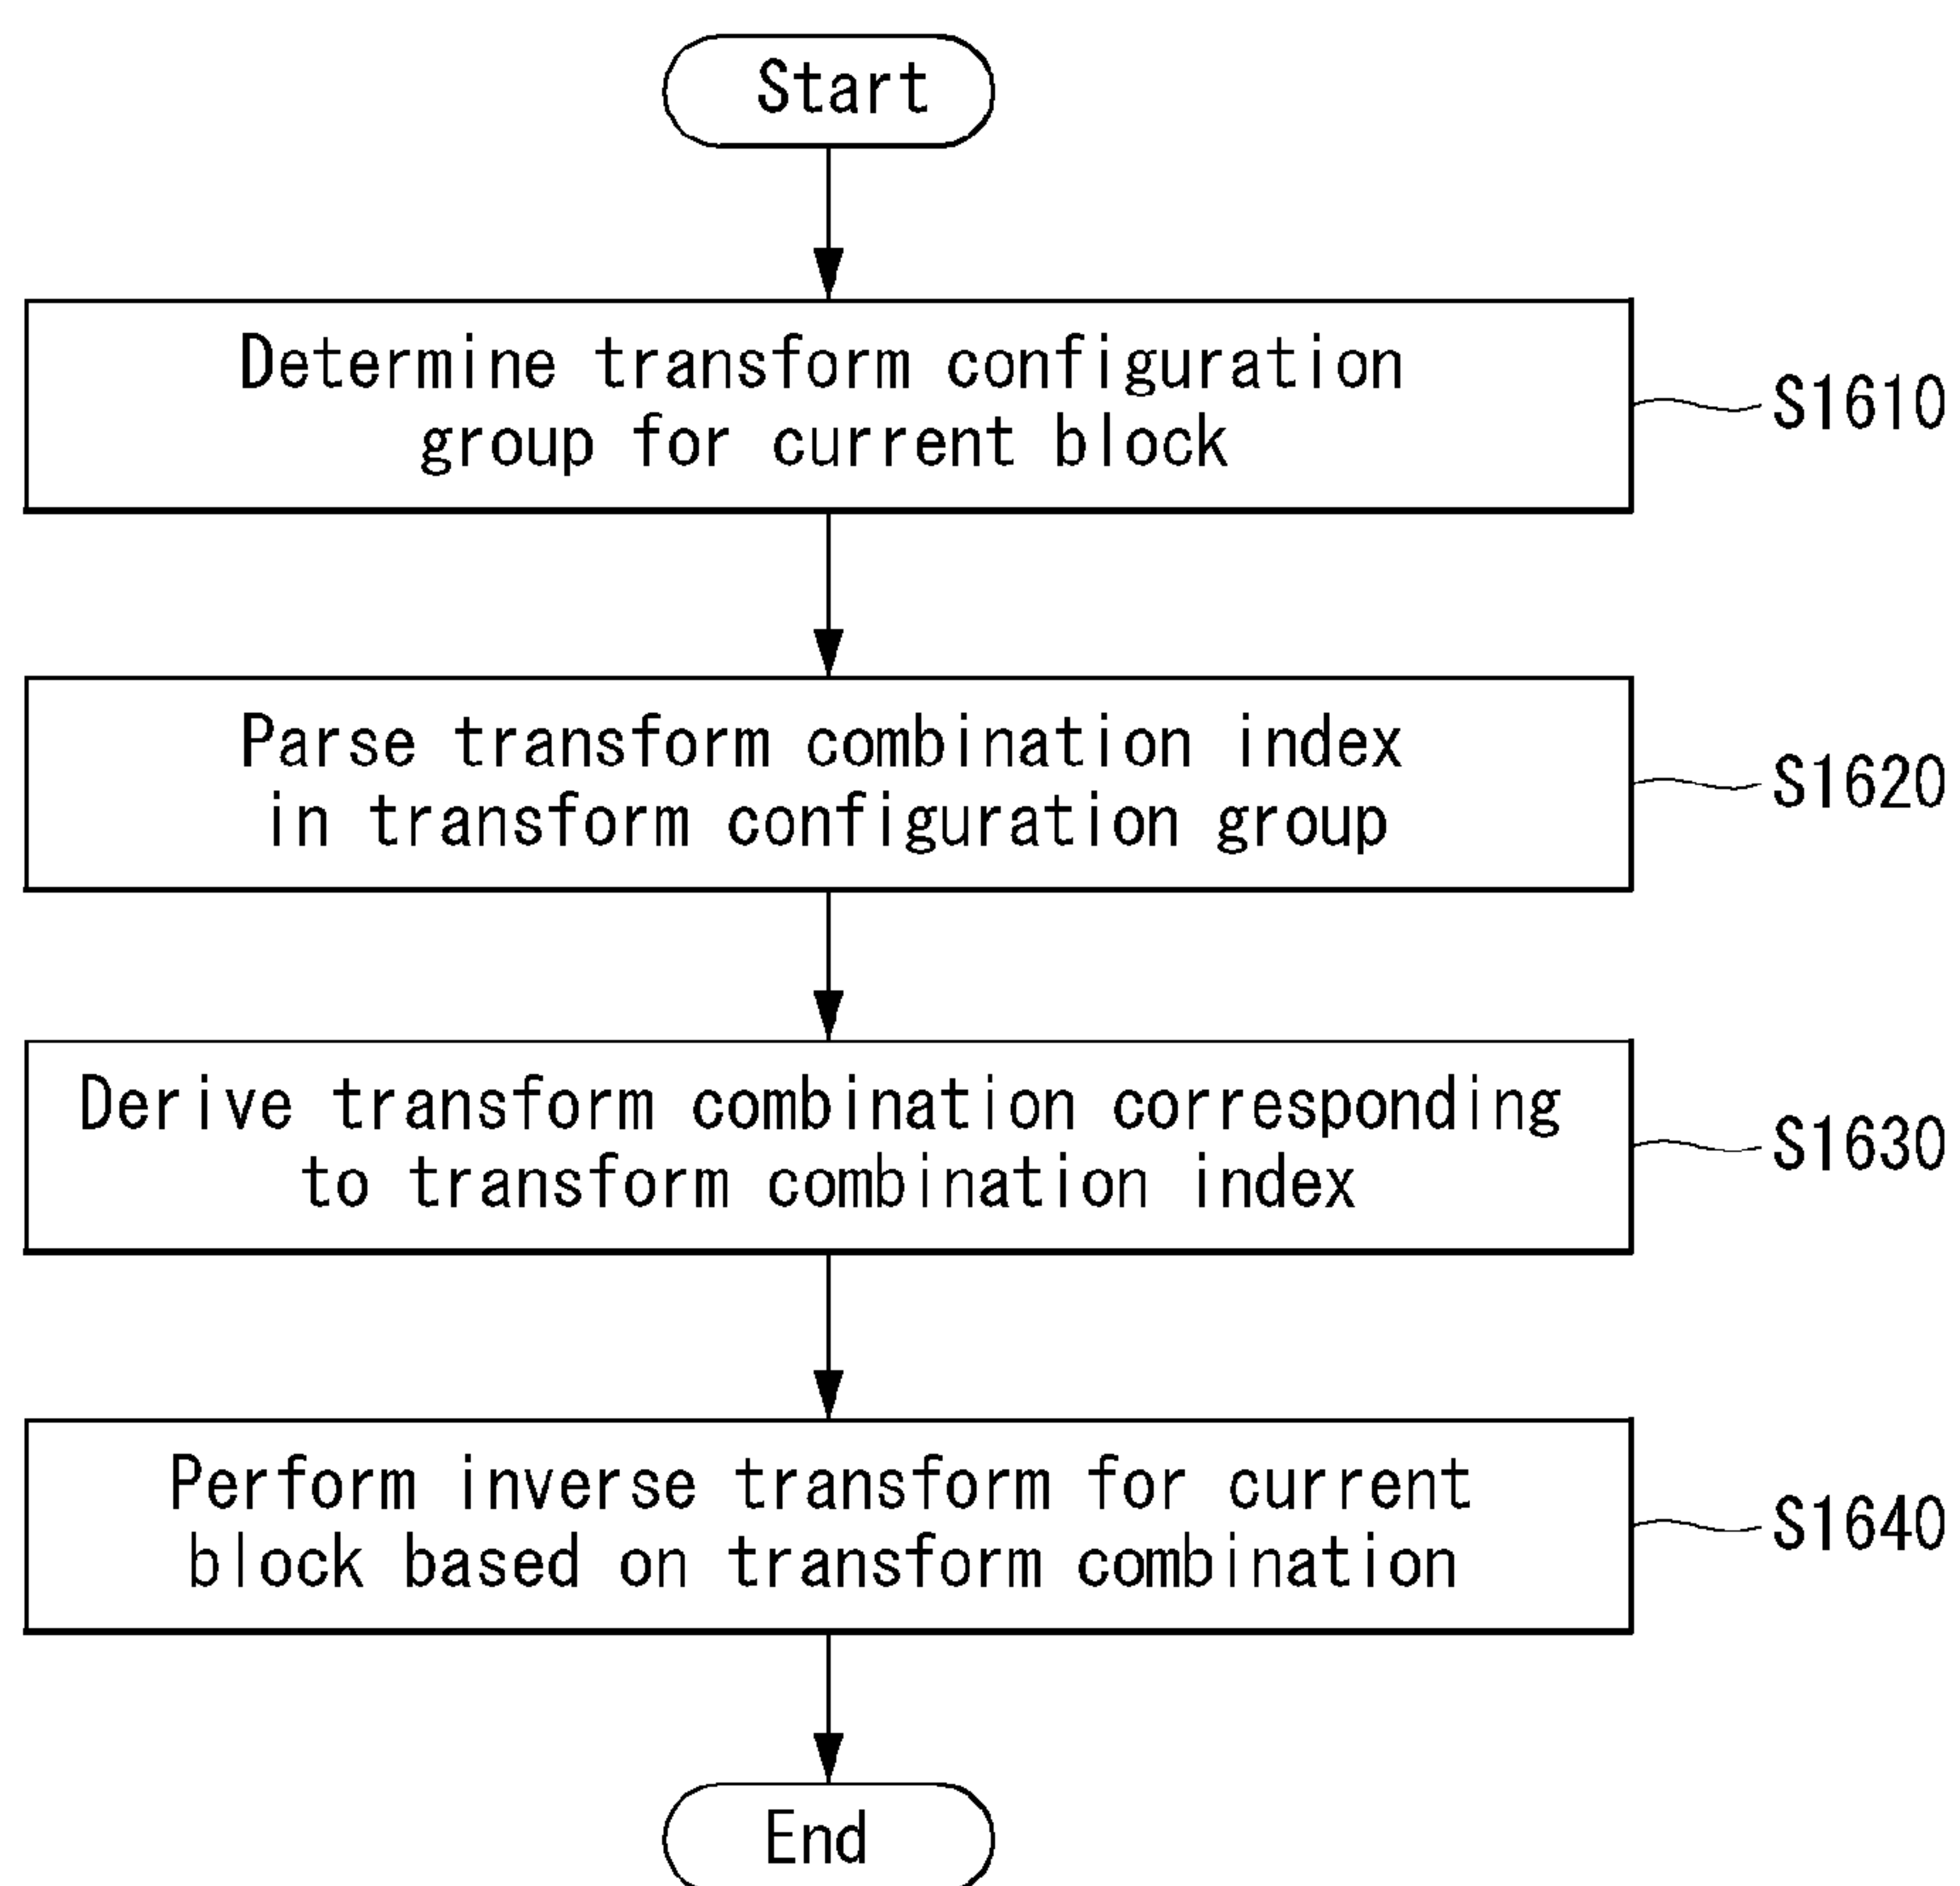 Start
Determine transform configuration
group for current block
S1610
Parse transform combination index
in transform configuration group
S1620
Derive transform combination corresponding
to transform combination index
S1630
Perform inverse transform for current
block based on transform combination
S1640
End